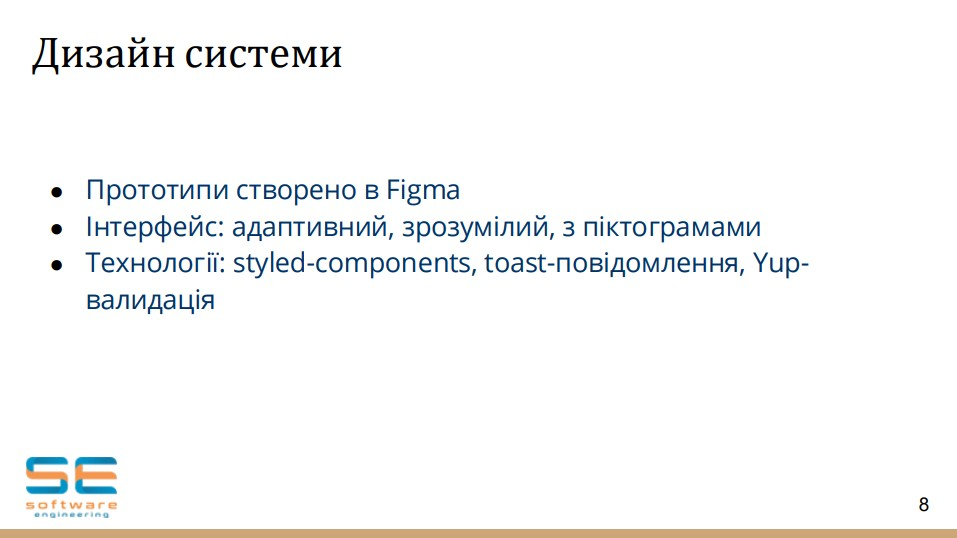 Дизайн системи
● Прототипи створено в Figma
● Інтерфейс: адаптивний, зрозумілий, з піктограмами
● Технології: styled-components, toast-повідомлення, Yup-
валидація
SE
software
engineering
8